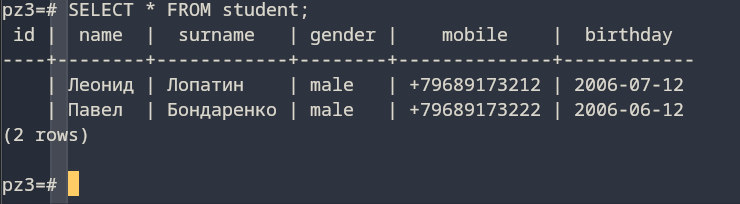 pz3=# SELECT * FROM student;
 id |  name  |  surname   | gender |    mobile    |  birthday
----+--------+------------+--------+--------------+------------
    | Леонид | Лопатин    | male   | +79689173212 | 2006-07-12
    | Павел  | Бондаренко | male   | +79689173222 | 2006-06-12
(2 rows)
pz3=#